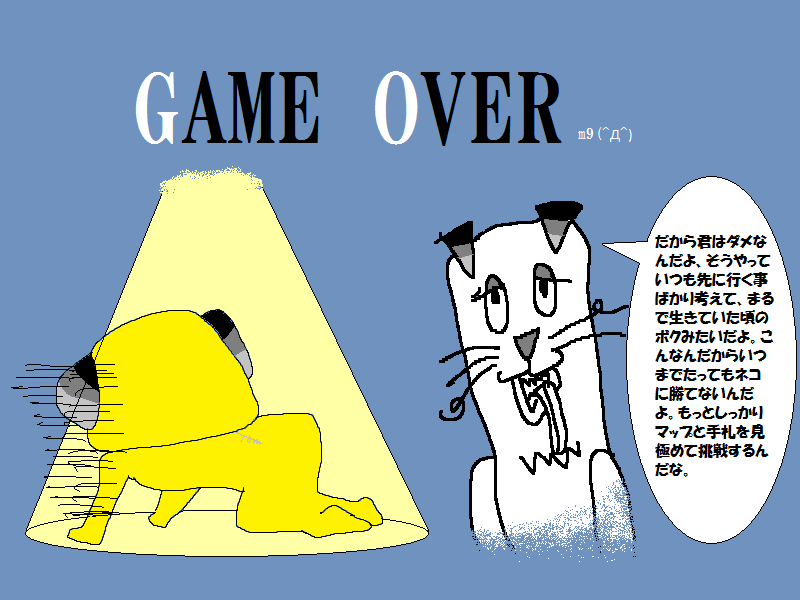 GAME OVER m9(^Д^)
だから君はダメな
んだよ、そうやって
いつも先に行く事
ばかり考えて、まる
で生きていた頃の
ボクみたいだよ。こ
んなんだからいつ
までたってもネコ
に勝てないんだ
よ。もっとしっかり
マップと手札を見
極めて挑戦するん
だな。